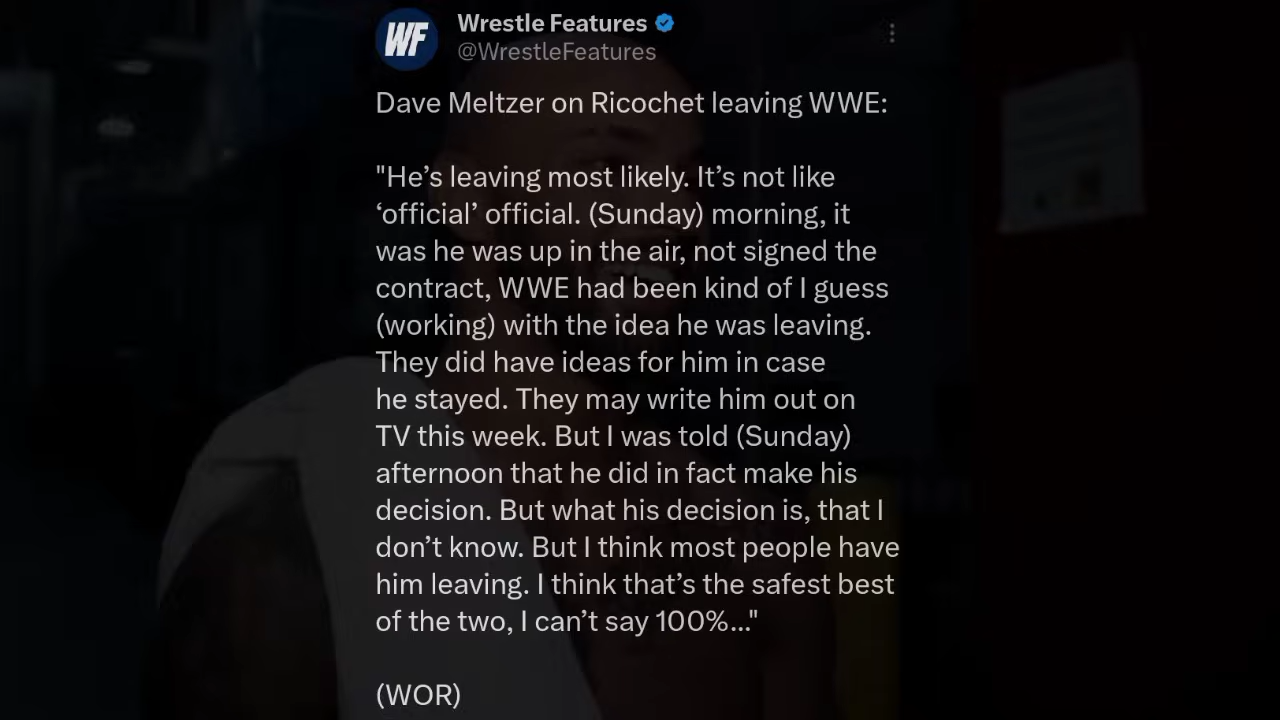 WF
Wrestle Features
@WrestleFeatures
Dave Meltzer on Ricochet leaving WWE:
"He’s leaving most likely. It’s not like
‘official’ official. (Sunday) morning, it
was he was up in the air, not signed the
contract, WWE had been kind of I guess
(working) with the idea he was leaving.
They did have ideas for him in case
he stayed. They may write him out on
TV this week. But I was told (Sunday)
afternoon that he did in fact make his
decision. But what his decision is, that I
don’t know. But I think most people have
him leaving. I think that’s the safest best
of the two, I can’t say 100%..."
(WOR)